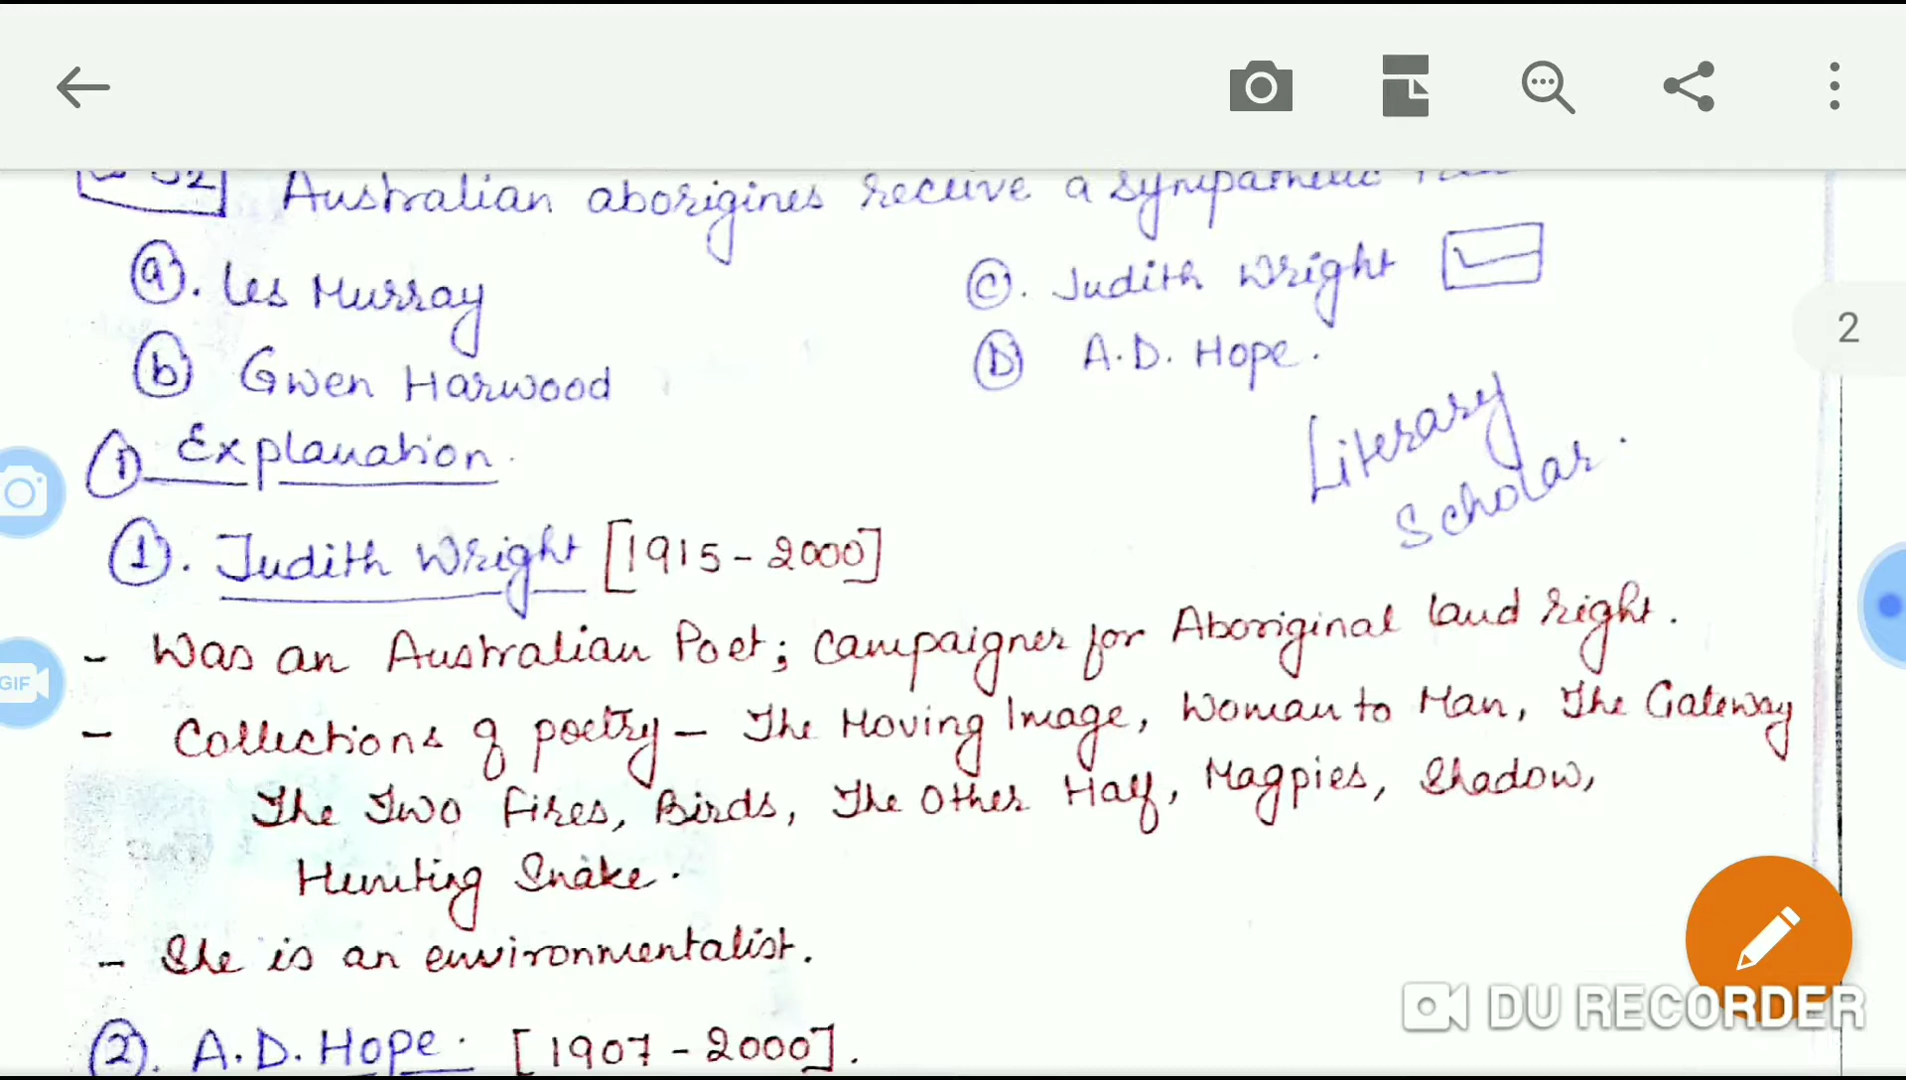 Australian aborigines receive a sympathetic
a. Les Murray
c. Judith Wright
b Gwen Harwood
D A.D. Hope.
Literary
Scholar.
1 Explanation.
1. Judith Wright [1915-2000]
- Was an Australian Poet; Campaigner for Aboriginal land right.
- Collections of poetry - The Moving Image, Woman to Man, The Gateway
The Two Fires, Birds, The Other Half, Magpies, Shadow,
Hunting Snake.
- She is an environmentalist.
2. A.D. Hope. [1907-2000].
2
GIF
DU RECORDER